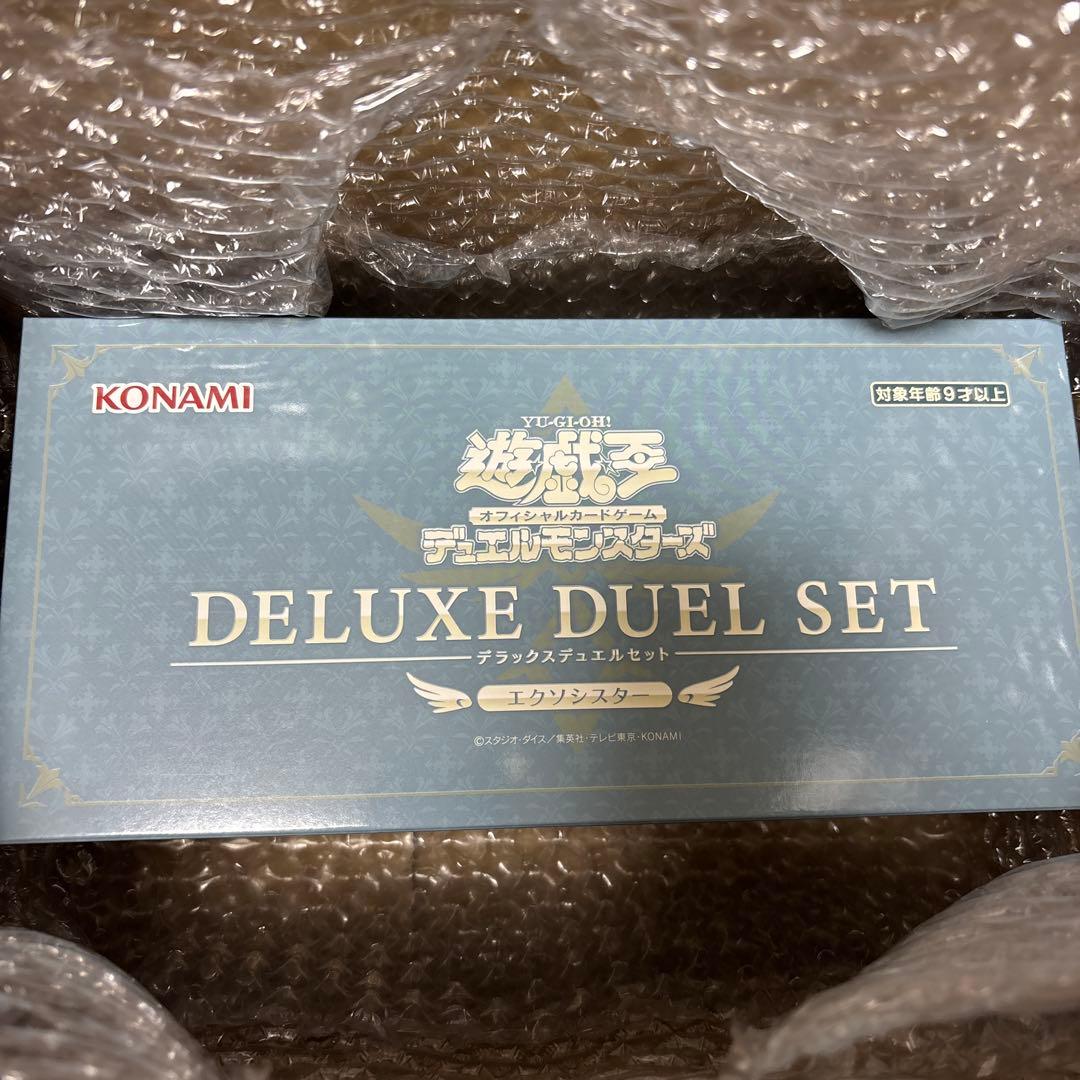 KONAMI
対象年齢9才以上
YU-GI-OH!
遊戯王
オフィシャルカードゲーム
デュエルモンスターズ
DELUXE DUEL SET
デラックスデュエルセット
エクソシスター
©スタジオ・ダイス/集英社・テレビ東京・KONAMI